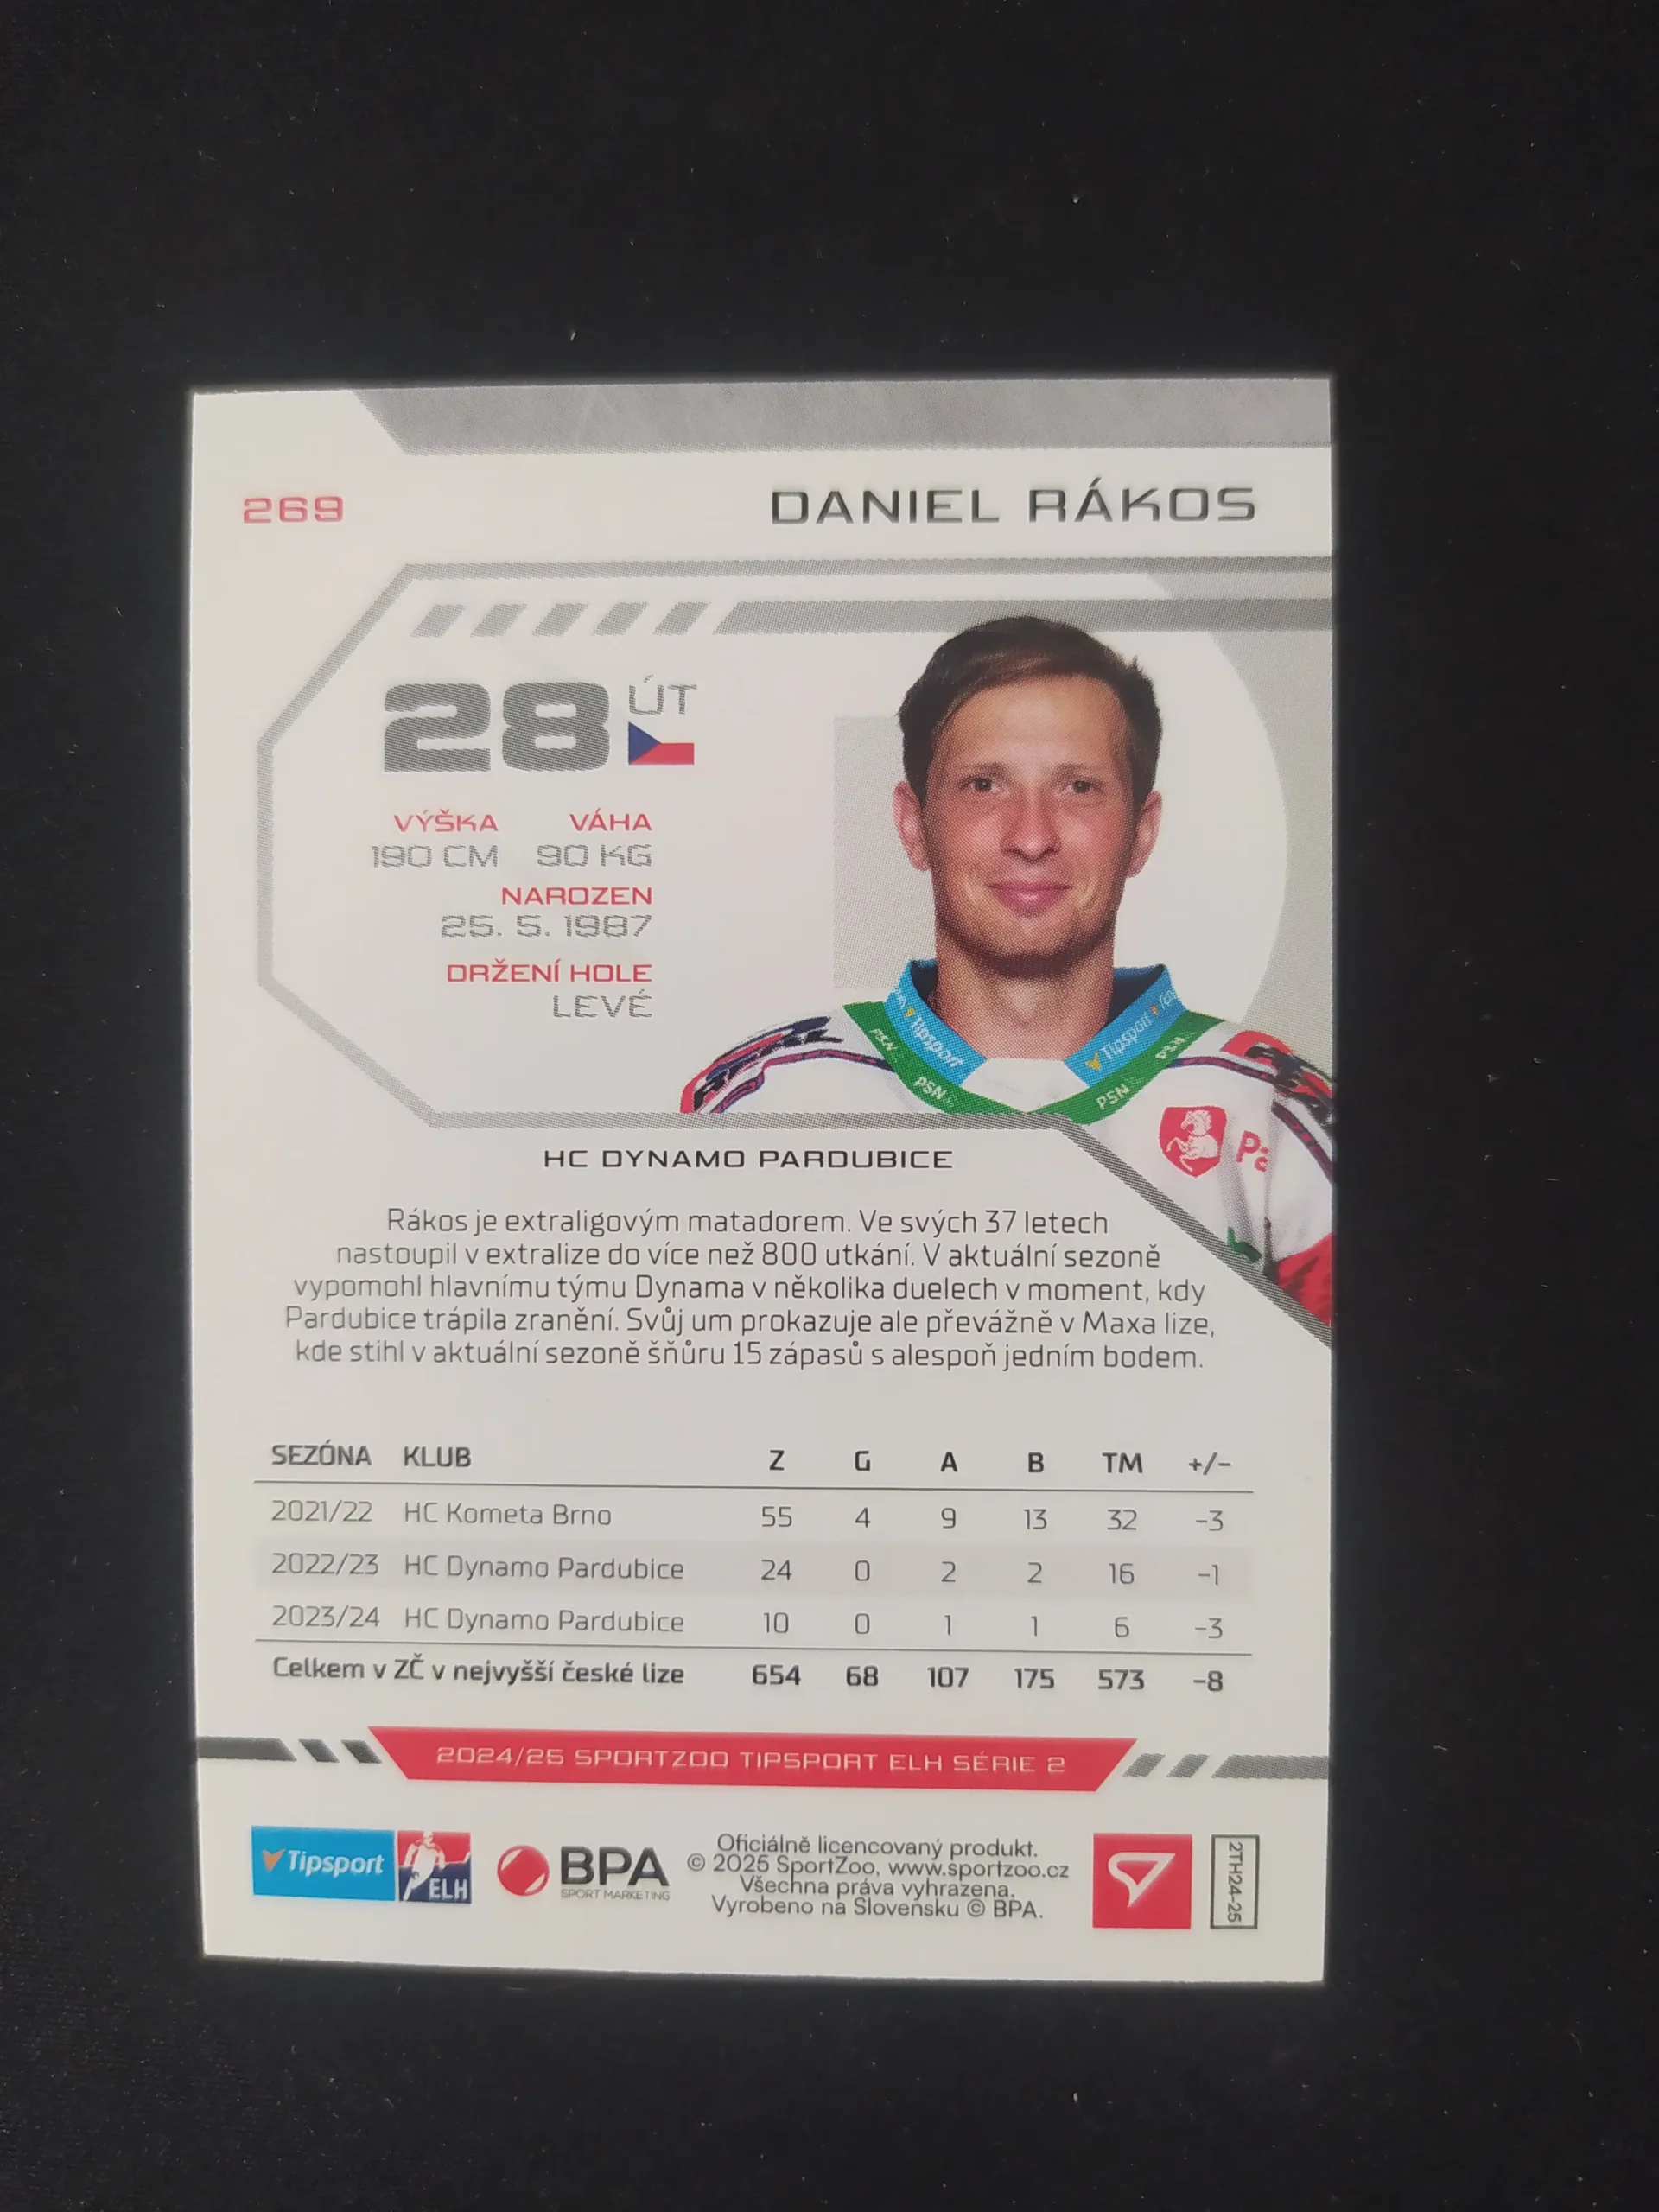 269
DANIEL RÁKOS
28 ÚT
VÝŠKA VÁHA
190 CM 90 KG
NAROZEN
25. 5. 1987
DRŽENÍ HOLE
LEVÉ
Tipsport
Tipsport
PSN
PSN
PSN
PSN
HC DYNAMO PARDUBICE
Rákos je extraligovým matadorem. Ve svých 37 letech
nastoupil v extralize do více než 800 utkání. V aktuální sezoně
vypomohl hlavnímu týmu Dynama v několika duelech v moment, kdy
Pardubice trápila zranění. Svůj um prokazuje ale převážně v Maxa lize,
kde stihl v aktuální sezoně šňůru 15 zápasů s alespoň jedním bodem.
SEZÓNA KLUB Z G A B TM +/-
2021/22 HC Kometa Brno 55 4 9 13 32 -3
2022/23 HC Dynamo Pardubice 24 0 2 2 16 -1
2023/24 HC Dynamo Pardubice 10 0 1 1 6 -3
Celkem v ZČ v nejvyšší české lize 654 68 107 175 573 -8
2024/25 SPORTZOO TIPSPORT ELH SÉRIE 2
Tipsport
ELH
BPA
SPORT MARKETING
Oficiálně licencovaný produkt.
© 2025 SportZoo, www.sportzoo.cz
Všechna práva vyhrazena.
Vyrobeno na Slovensku © BPA.
2TH24-25